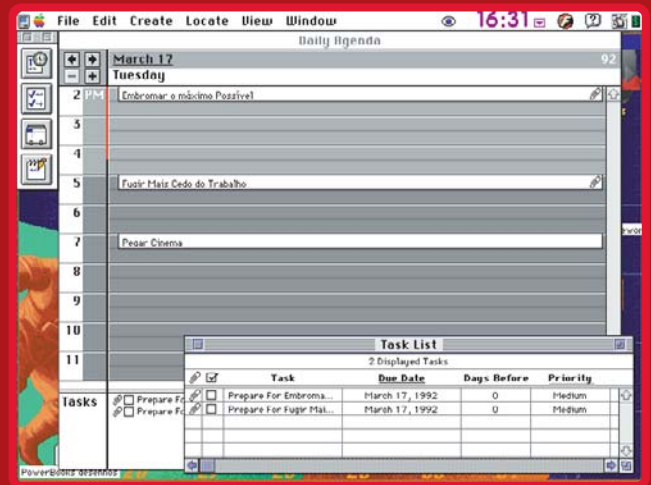 File Edit Create Locate View Window 16:31
Daily Agenda
March 17 92
Tuesday
2 PM Embromar o máximo Possível
3
4
5 Fugir Mais Cedo do Trabalho
6
7 Pegar Cinema
8
9
10
11
Task List
2 Displayed Tasks
Task Due Date Days Before Priority
Prepare For Embroma... March 17, 1992 0 Medium
Prepare For Fugir Mai... March 17, 1992 0 Medium
Tasks
Prepare Fo
Prepare Fo
PowerBooks desenhos